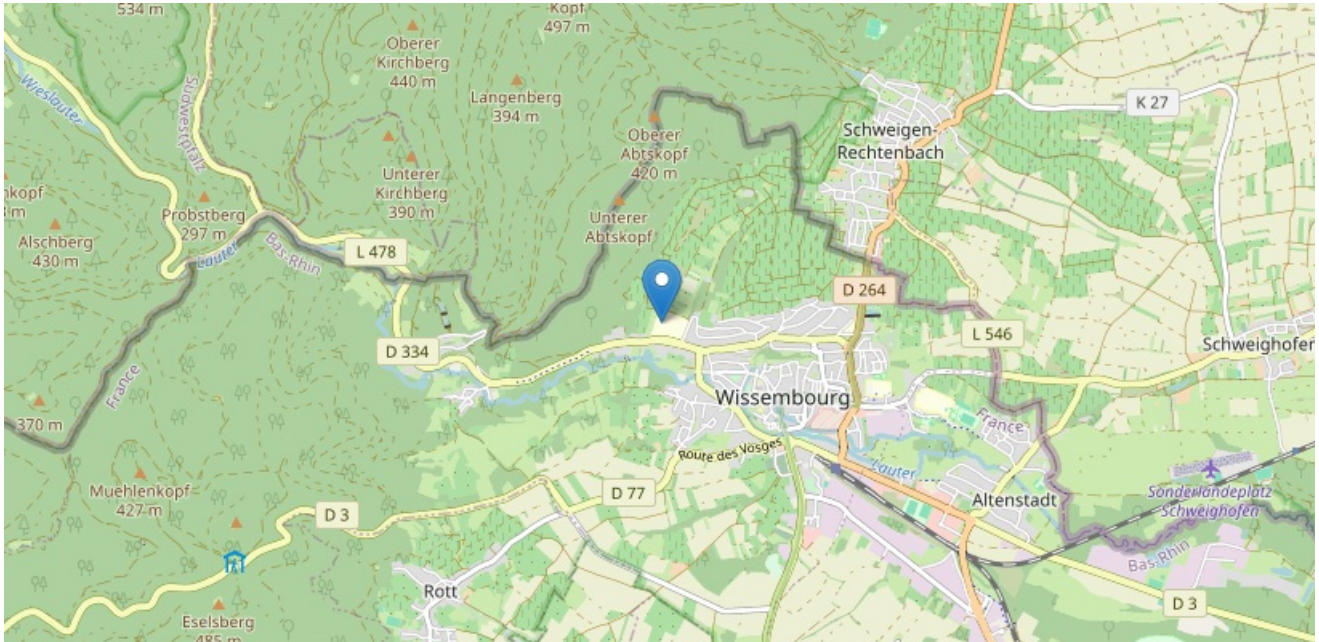 534 m
Kopf
497 m
Oberer
Kirchberg
440 m
Langenberg
394 m
Wieslauter
Südwestpfalz
K 27
Schweigen-
Rechtenbach
Oberer
Abtskopf
420 m
Unterer
Kirchberg
390 m
Unterer
Abtskopf
Probstberg
297 m
Alschberg
430 m
Lauter
Bas-Rhin
L 478
D 264
L 546
Schweighofen
D 334
France
Wissembourg
France
370 m
Route des Vosges
Lauter
D 77
Altenstadt
Sonderlandeplatz
Schweighofen
Muehlenkopf
427 m
D 3
Bas-Rhin
Rott
D 3
Eselsberg
485 m